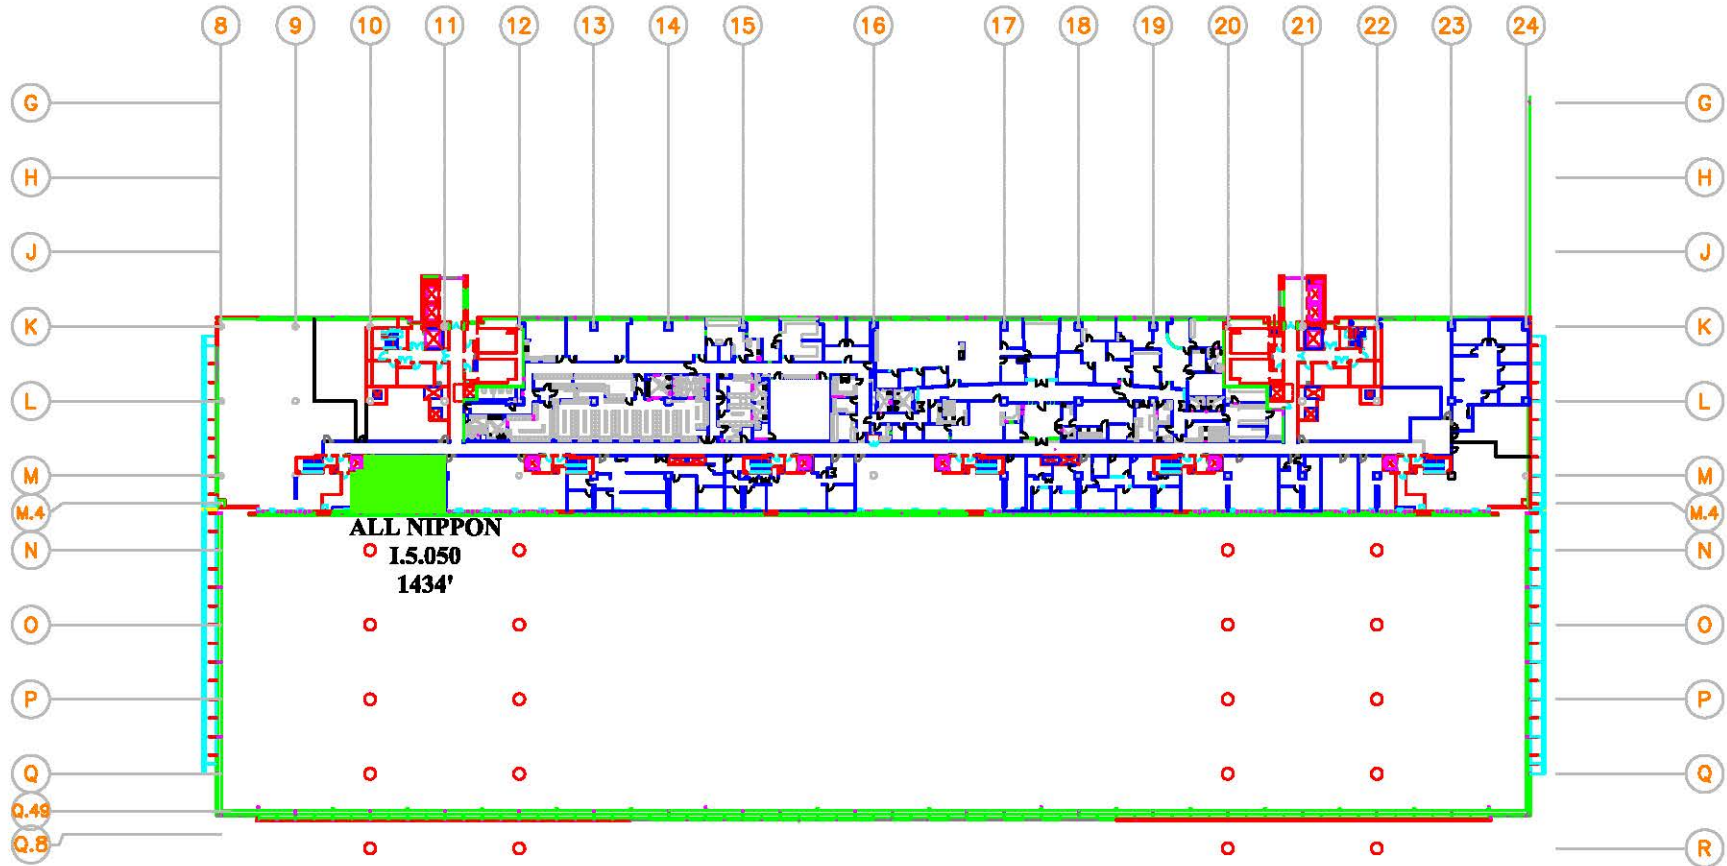 8 9 10 11 12 13 14 15 16 17 18 19 20 21 22 23 24
G G
H H
J J
K K
L L
M M
M.4 M.4
ALL NIPPON
N I.5.050 N
1434'
O O
P P
Q Q
Q.49
Q.8 R